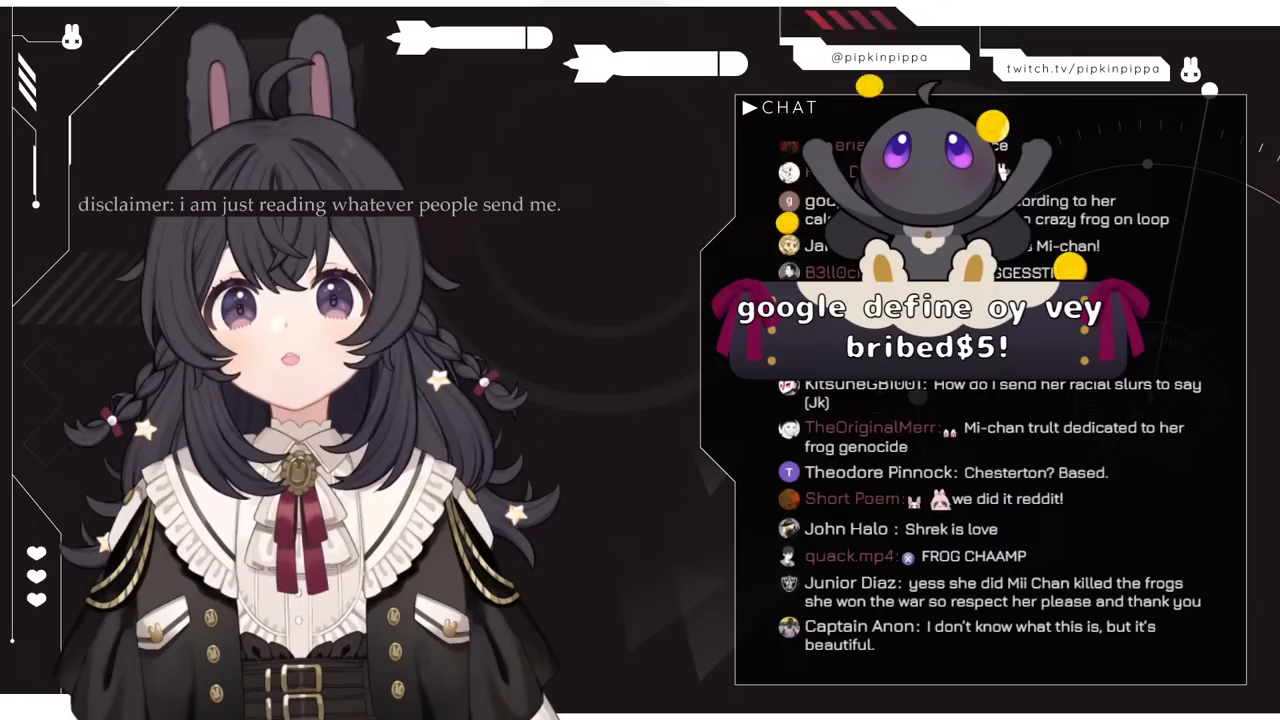 @pipkinpippa
twitch.tv/pipkinpippa
CHAT
disclaimer: i am just reading whatever people send me.
cording to her
crazy frog on loop
Mi-chan!
google define oy vey
bribed$5!
KitsuneGB1001: How do I send her racial slurs to say
(Jk)
TheOriginalMerr: Mi-chan trult dedicated to her
frog genocide
Theodore Pinnock: Chesterton? Based.
Short Poem: we did it reddit!
John Halo : Shrek is love
quack.mp4: FROG CHAAMP
Junior Diaz: yess she did Mii Chan killed the frogs
she won the war so respect her please and thank you
Captain Anon: I don't know what this is, but it's
beautiful.